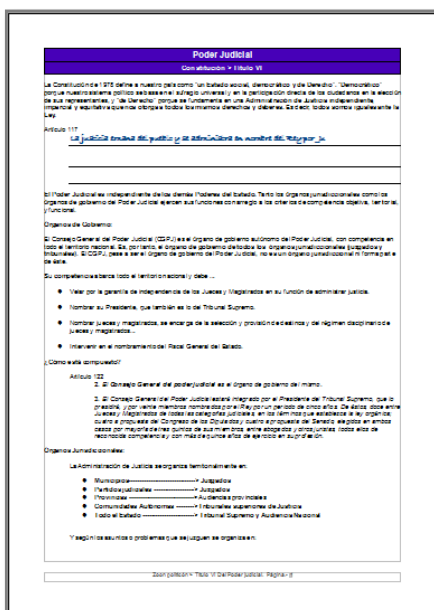 Poder Judicial
Constitución > Título VI
La Constitución de 1978 define a nuestro país como "un Estado social, democrático y de Derecho". "Democrático"
porque nuestro sistema político se basa en el sufragio universal y en la participación directa de los ciudadanos en la elección
de sus representantes, y "de Derecho" porque se fundamenta en una Administración de Justicia independiente,
imparcial y equitativa que nos otorga a todos los mismos derechos y deberes. Es decir, todos somos iguales ante la
Ley.
Artículo 117
La justicia emana del pueblo y se administra en nombre del Rey por Ju
El Poder Judicial es independiente de los demás Poderes del Estado. Tanto los órganos jurisdiccionales como los
órganos de gobierno del Poder Judicial ejercen sus funciones con arreglo a los criterios de competencia objetiva, territorial,
y funcional.
Órganos de Gobierno:
El Consejo General del Poder Judicial (CGPJ) es el órgano de gobierno autónomo del Poder Judicial, con competencia en
todo el territorio nacional. Es, por tanto, el órgano de gobierno de todos los órganos jurisdiccionales (juzgados y
tribunales). El CGPJ, pese a ser el órgano de gobierno del Poder Judicial, no es un órgano jurisdiccional ni forma parte
de éste.
Su competencia abarca todo el territorio nacional y debe ...
● Velar por la garantía de independencia de los Jueces y Magistrados en su función de administrar justicia.
● Nombrar su Presidente, que también es lo del Tribunal Supremo.
● Nombrar jueces y magistrados, se encarga de la selección y provisión de destinos y del régimen disciplinario de
jueces y magistrados...
● Intervenir en el nombramiento del Fiscal General del Estado.
¿Cómo está compuesto?
Artículo 122
2. El Consejo General del poder judicial es el órgano de gobierno del mismo.
3. El Consejo General del Poder Judicial estará integrado por el Presidente del Tribunal Supremo, que lo
presidirá, y por veinte miembros nombrados por el Rey por un período de cinco años. De éstos, doce entre
Jueces y Magistrados de todas las categorías judiciales, en los términos que establezca la ley orgánica;
cuatro a propuesta del Congreso de los Diputados y cuatro a propuesta del Senado, elegidos en ambos
casos por mayoría de tres quintos de sus miembros, entre abogados y otros juristas, todos ellos de
reconocida competencia y con más de quince años de ejercicio en su profesión.
Órganos Jurisdiccionales:
La Administración de Justicia se organiza territorialmente en:
● Municipios--------------------------> Juzgados
● Partidos judiciales ----------------> Juzgados
● Provincias --------------------------> Audiencias provinciales
● Comunidades Autónomas -------> Tribunales superiores de Justicia
● Todo el Estado --------------------> Tribunal Supremo y Audiencia Nacional
Y según los asuntos o problemas que se juzguen se organiza en:
Zoon politicón > Título VI Del Poder judicial. Página.-